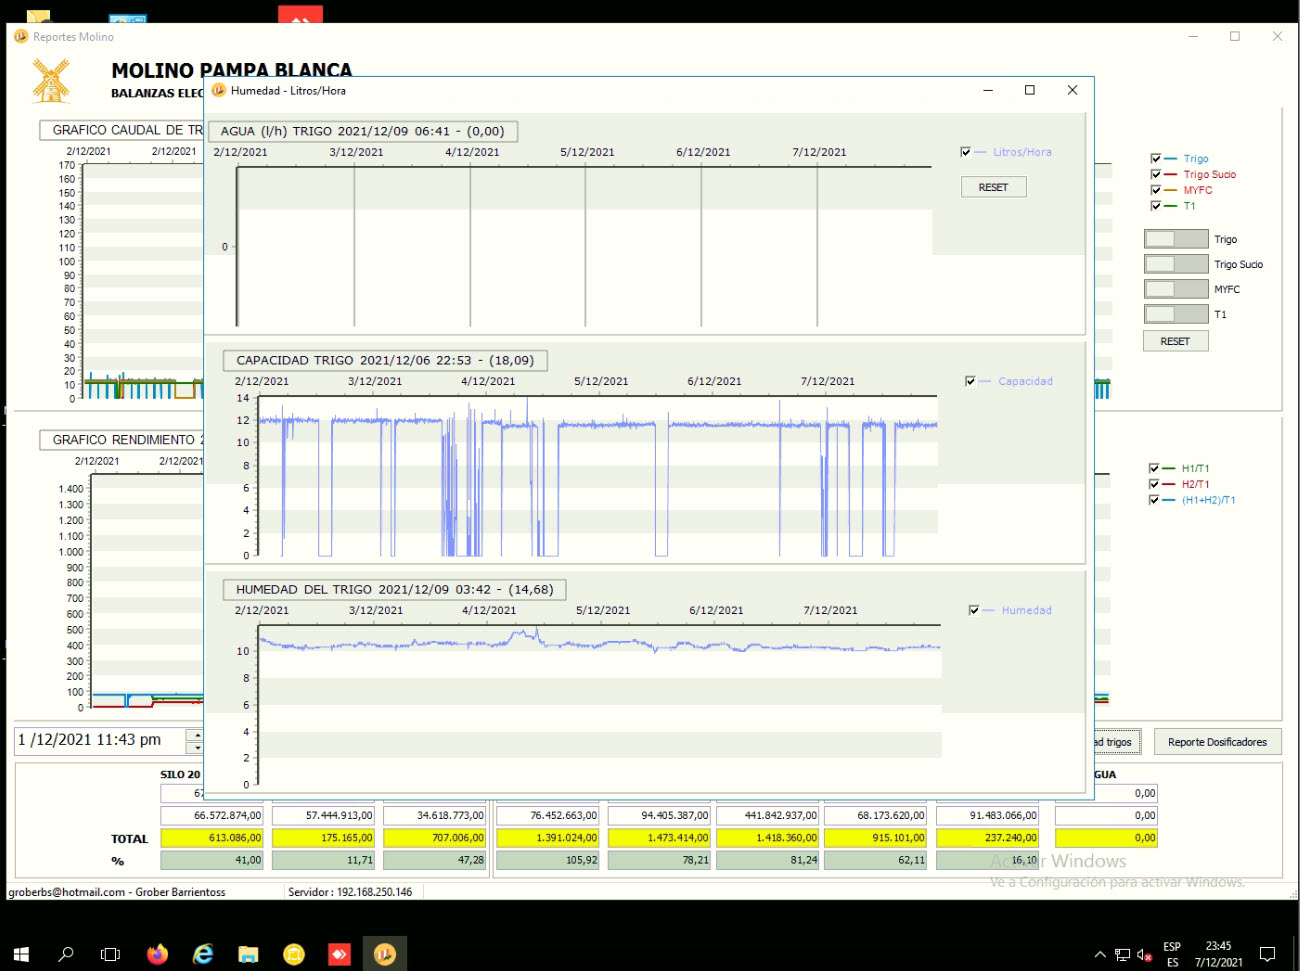 Reportes Molino
MOLINO PAMPA BLANCA
BALANZAS ELEC
Humedad - Litros/Hora
GRAFICO CAUDAL DE TR
2/12/2021 2/12/2021
170
160
150
140
130
120
110
100
90
80
70
60
50
40
30
20
10
0
AGUA (l/h) TRIGO 2021/12/09 06:41 - (0,00)
2/12/2021 3/12/2021 4/12/2021 5/12/2021 6/12/2021 7/12/2021
0
Litros/Hora
RESET
Trigo
Trigo Sucio
MYFC
T1
Trigo
Trigo Sucio
MYFC
T1
RESET
CAPACIDAD TRIGO 2021/12/06 22:53 - (18,09)
2/12/2021 3/12/2021 4/12/2021 5/12/2021 6/12/2021 7/12/2021
14
12
10
8
6
4
2
0
Capacidad
GRAFICO RENDIMIENTO 2
2/12/2021 2/12/2021
1.400
1.300
1.200
1.100
1.000
900
800
700
600
500
400
300
200
100
0
H1/T1
H2/T1
(H1+H2)/T1
HUMEDAD DEL TRIGO 2021/12/09 03:42 - (14,68)
2/12/2021 3/12/2021 4/12/2021 5/12/2021 6/12/2021 7/12/2021
10
8
6
4
2
0
Humedad
1 /12/2021 11:43 pm
ad trigos
Reporte Dosificadores
SILO 20
GUA
67
0,00
66.572.874,00 57.444.913,00 34.618.773,00 76.452.663,00 94.405.387,00 441.842.937,00 68.173.620,00 91.483.066,00 0,00
TOTAL 613.086,00 175.165,00 707.006,00 1.391.024,00 1.473.414,00 1.418.360,00 915.101,00 237.240,00 0,00
% 41,00 11,71 47,28 105,92 78,21 81,24 62,11 16,10
Activar Windows
Ve a Configuración para activar Windows.
groberbs@hotmail.com - Grober Barrientoss
Servidor : 192.168.250.146
ESP
ES
23:45
7/12/2021